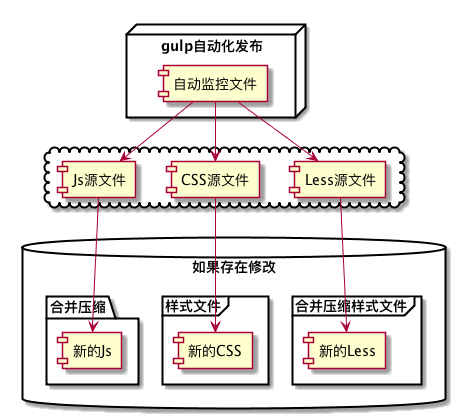 gulp自动化发布
自动监控文件
Js源文件
CSS源文件
Less源文件
如果存在修改
合并压缩
样式文件
合并压缩样式文件
新的Js
新的CSS
新的Less